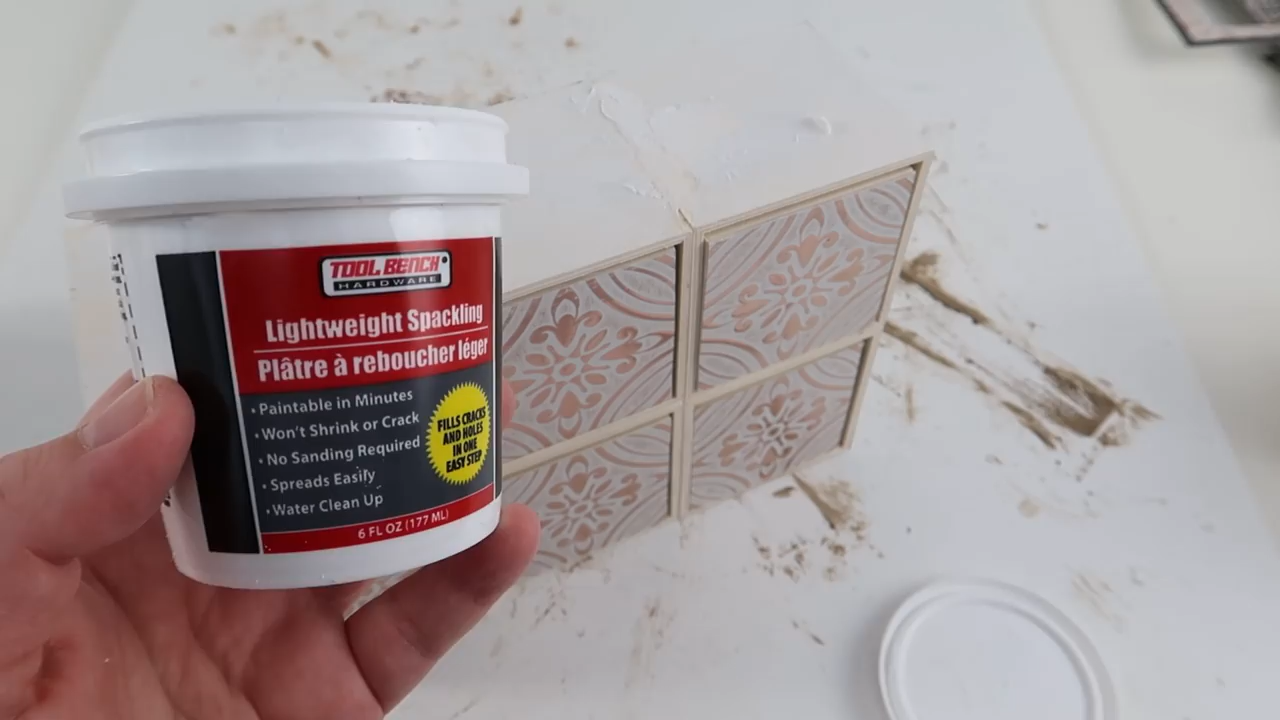 TOOL BENCH
HARDWARE
Lightweight Spackling
Plâtre à reboucher léger
• Paintable in Minutes
• Won't Shrink or Crack
• No Sanding Required
• Spreads Easily
• Water Clean Up
FILLS CRACKS
AND HOLES
IN ONE
EASY STEP
6 FL OZ (177 ML)